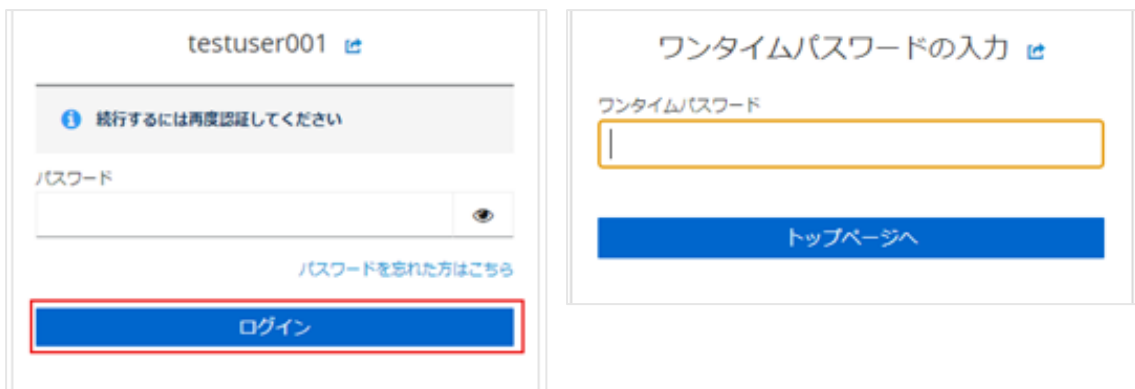 testuser001
続行するには再度認証してください
パスワード
パスワードを忘れた方はこちら
ログイン
ワンタイムパスワードの入力
ワンタイムパスワード
トップページへ